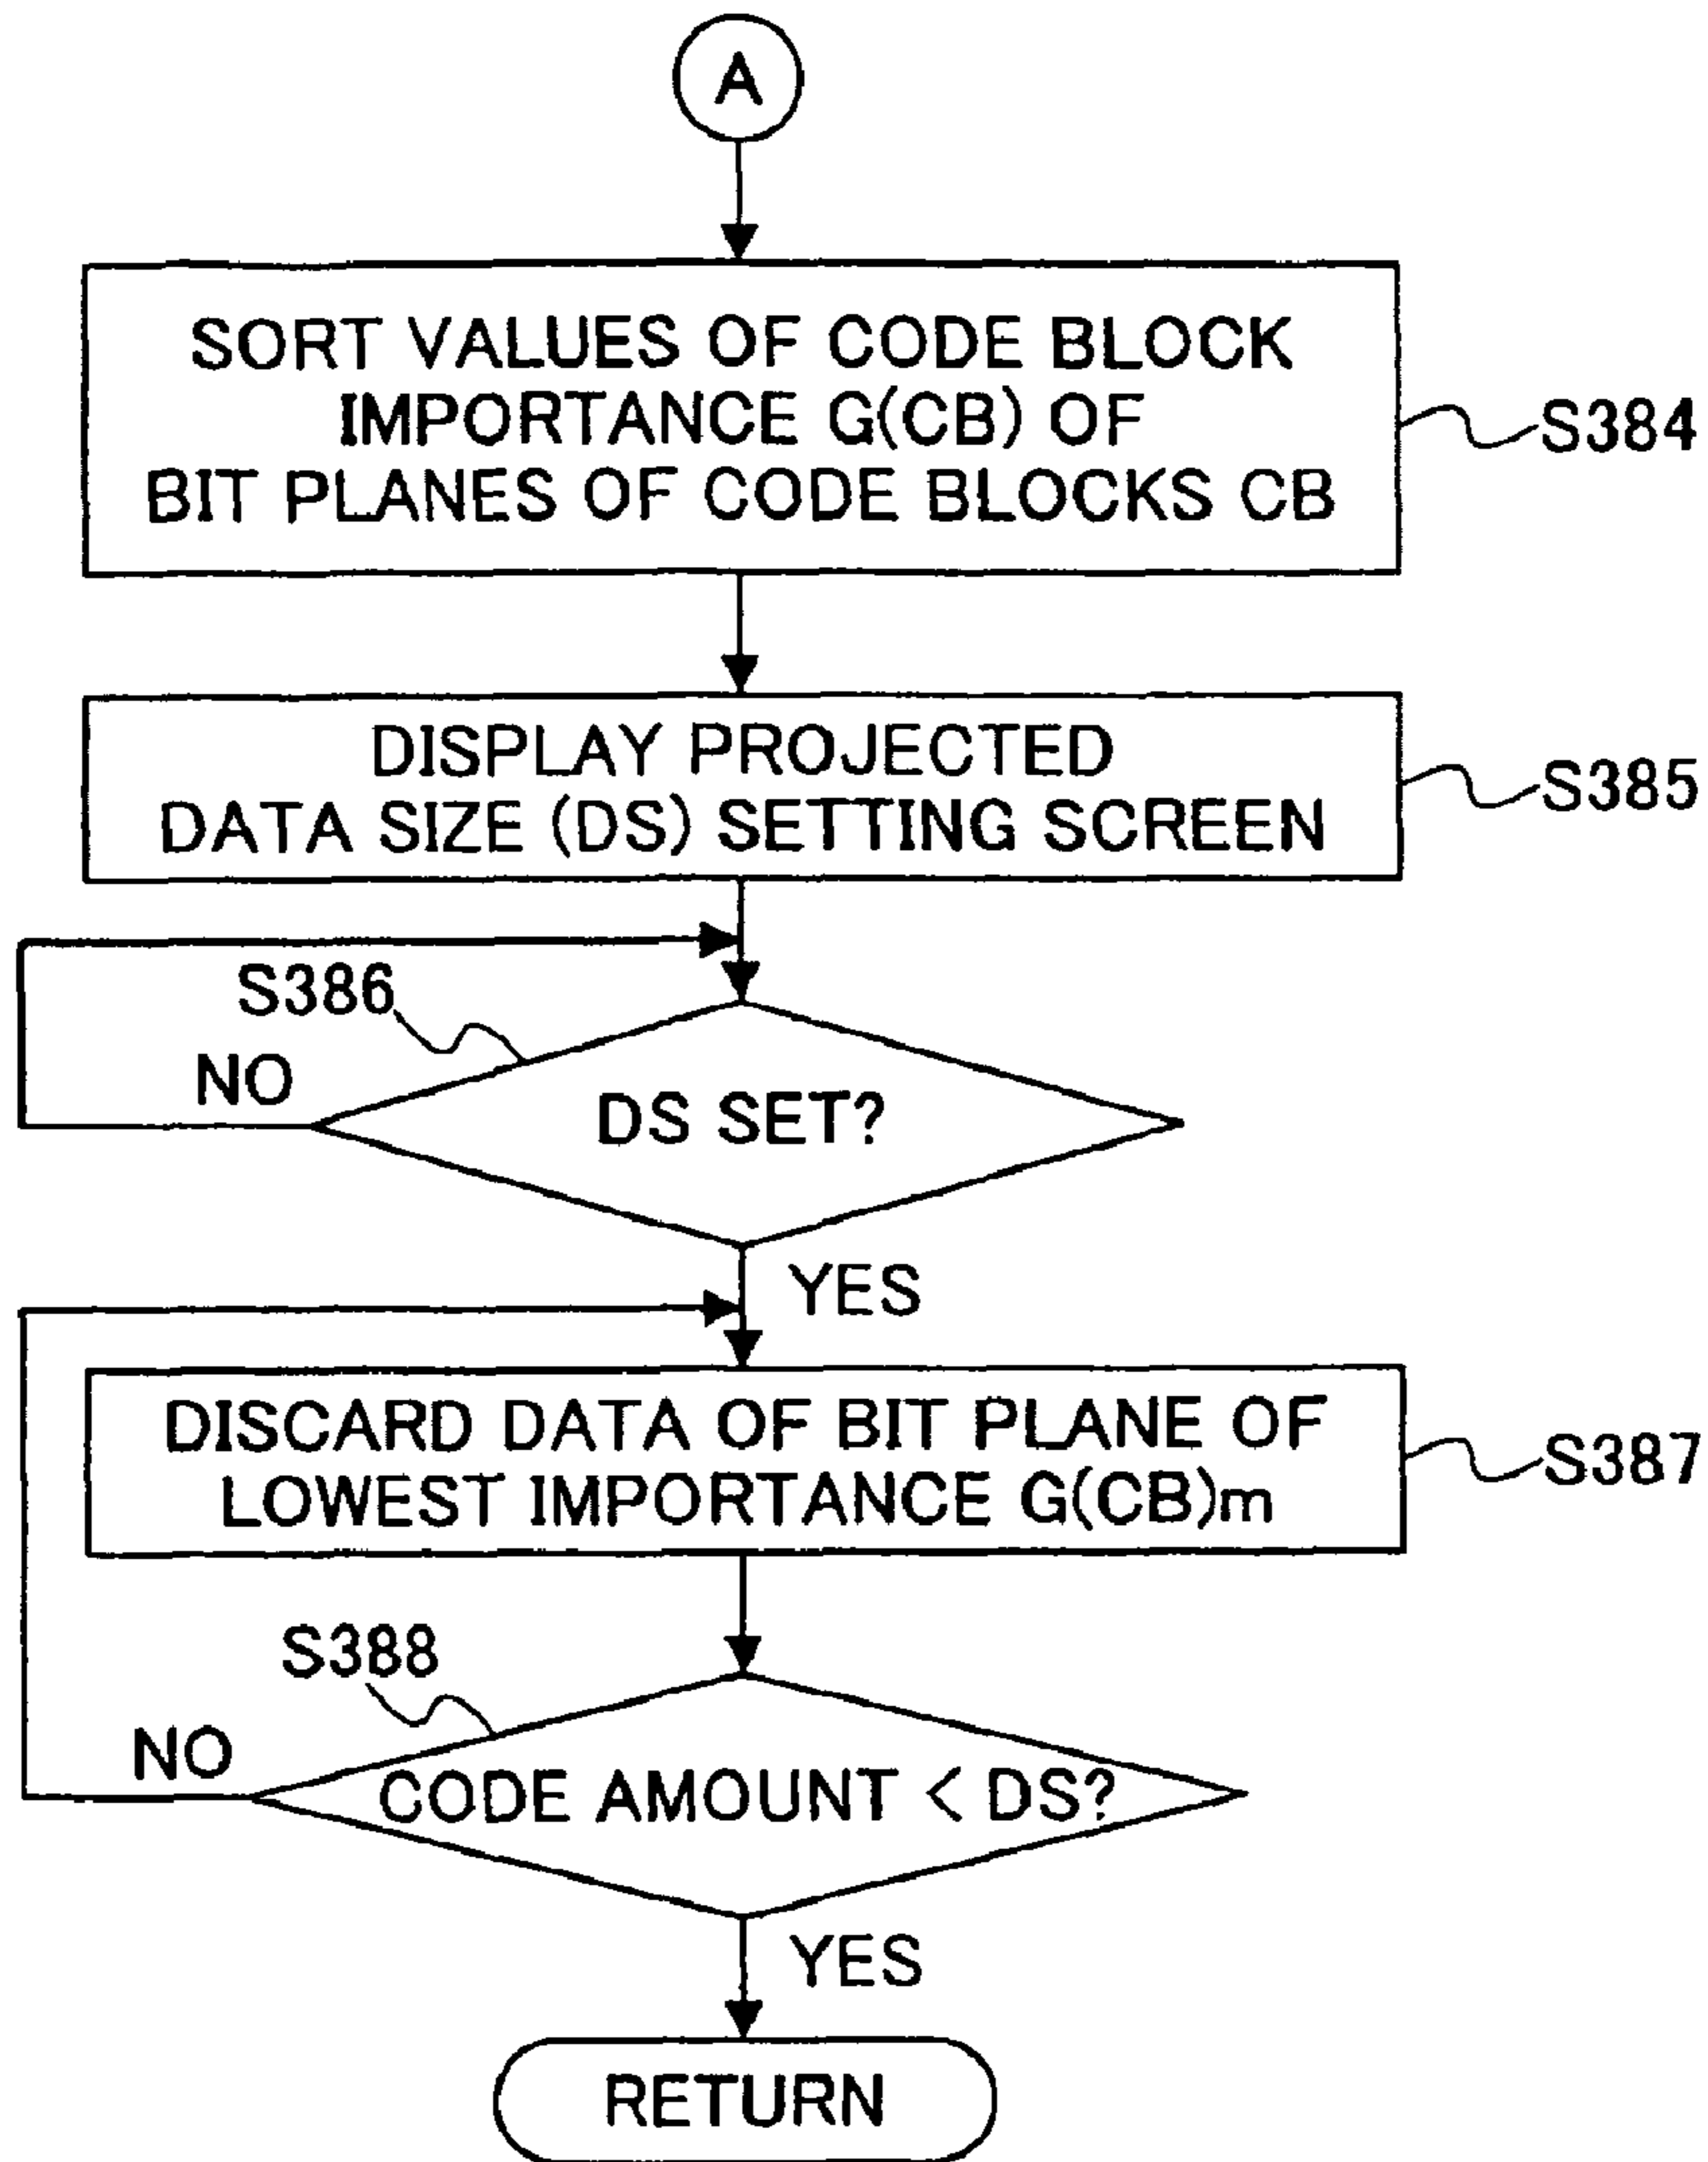 A
SORT VALUES OF CODE BLOCK
IMPORTANCE G(CB) OF
BIT PLANES OF CODE BLOCKS CB
S384
DISPLAY PROJECTED
DATA SIZE (DS) SETTING SCREEN
S385
S386
NO
DS SET?
YES
DISCARD DATA OF BIT PLANE OF
LOWEST IMPORTANCE G(CB)m
S387
S388
NO
CODE AMOUNT < DS?
YES
RETURN